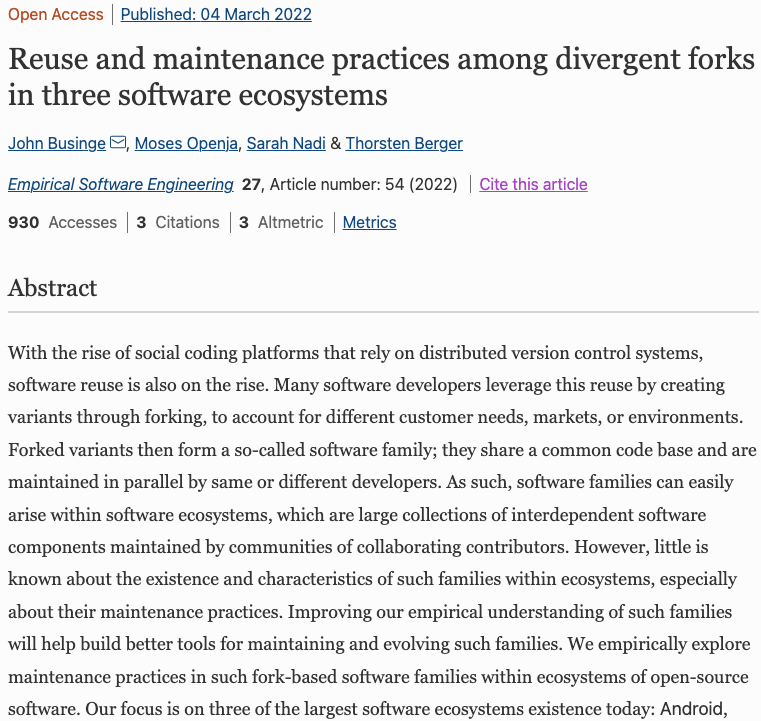 Open Access | Published: 04 March 2022
Reuse and maintenance practices among divergent forks
in three software ecosystems
John Businge, Moses Openja, Sarah Nadi & Thorsten Berger
Empirical Software Engineering 27, Article number: 54 (2022) | Cite this article
930 Accesses | 3 Citations | 3 Altmetric | Metrics
Abstract
With the rise of social coding platforms that rely on distributed version control systems,
software reuse is also on the rise. Many software developers leverage this reuse by creating
variants through forking, to account for different customer needs, markets, or environments.
Forked variants then form a so-called software family; they share a common code base and are
maintained in parallel by same or different developers. As such, software families can easily
arise within software ecosystems, which are large collections of interdependent software
components maintained by communities of collaborating contributors. However, little is
known about the existence and characteristics of such families within ecosystems, especially
about their maintenance practices. Improving our empirical understanding of such families
will help build better tools for maintaining and evolving such families. We empirically explore
maintenance practices in such fork-based software families within ecosystems of open-source
software. Our focus is on three of the largest software ecosystems existence today: Android,